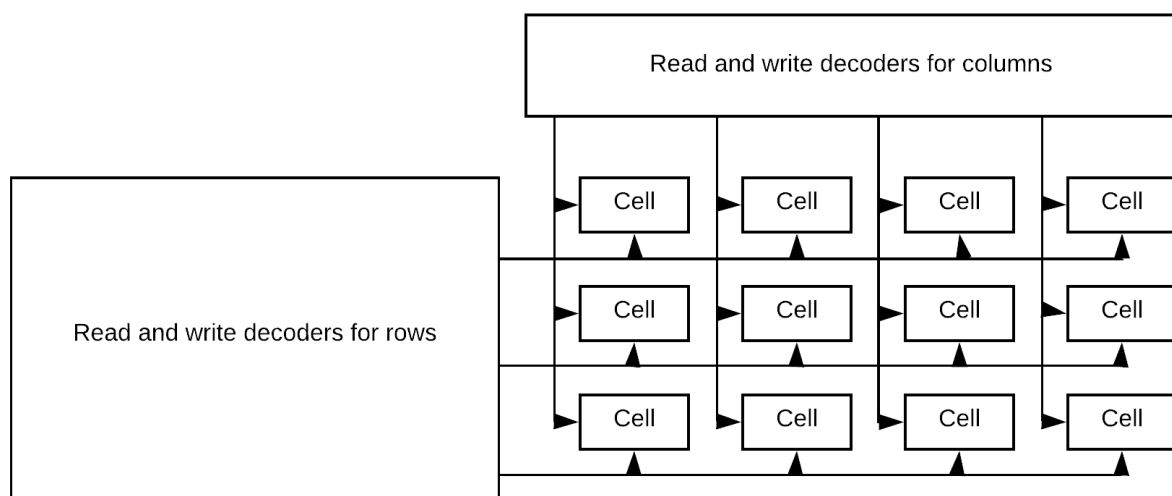 Read and write decoders for columns
Cell Cell Cell Cell
Read and write decoders for rows
Cell Cell Cell Cell
Cell Cell Cell Cell